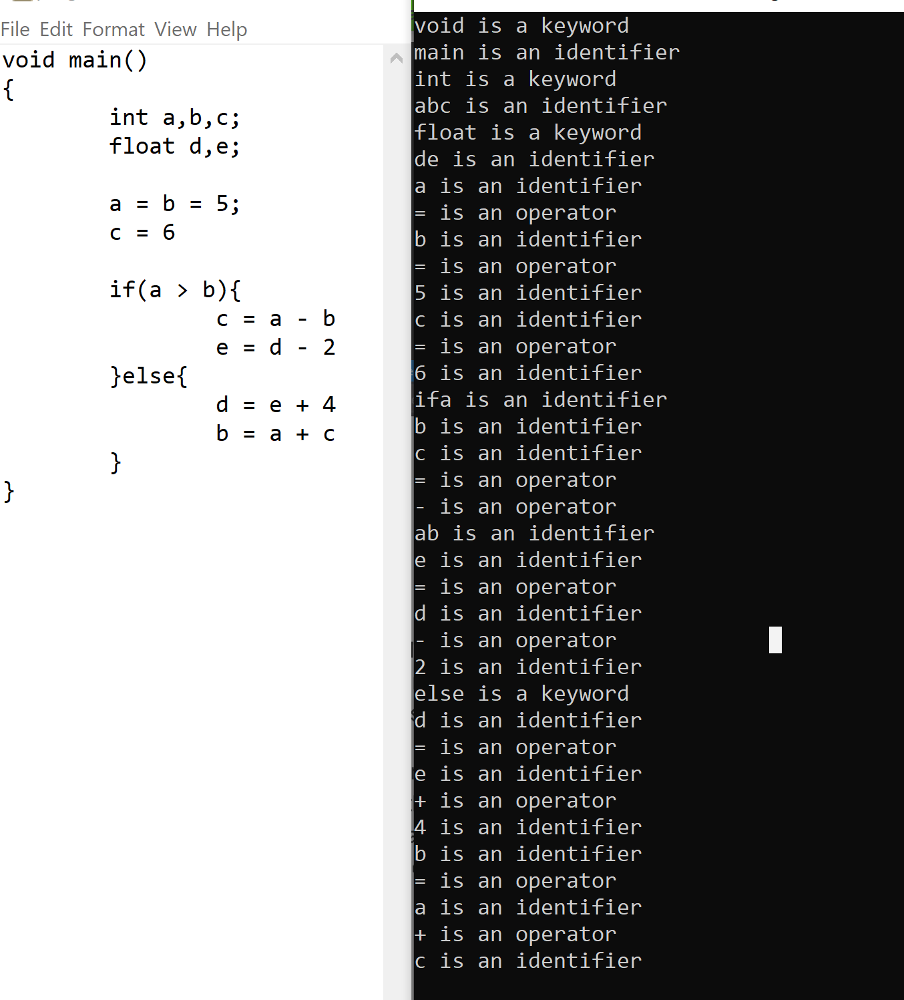 File Edit Format View Help
void main()
{
int a,b,c;
float d,e;
a = b = 5;
c = 6
if(a > b){
c = a - b
e = d - 2
}else{
d = e + 4
b = a + c
}
}
void is a keyword
main is an identifier
int is a keyword
abc is an identifier
float is a keyword
de is an identifier
a is an identifier
= is an operator
b is an identifier
= is an operator
5 is an identifier
c is an identifier
= is an operator
6 is an identifier
ifa is an identifier
b is an identifier
c is an identifier
= is an operator
- is an operator
ab is an identifier
e is an identifier
= is an operator
d is an identifier
- is an operator
2 is an identifier
else is a keyword
d is an identifier
= is an operator
e is an identifier
+ is an operator
4 is an identifier
b is an identifier
= is an operator
a is an identifier
+ is an operator
c is an identifier